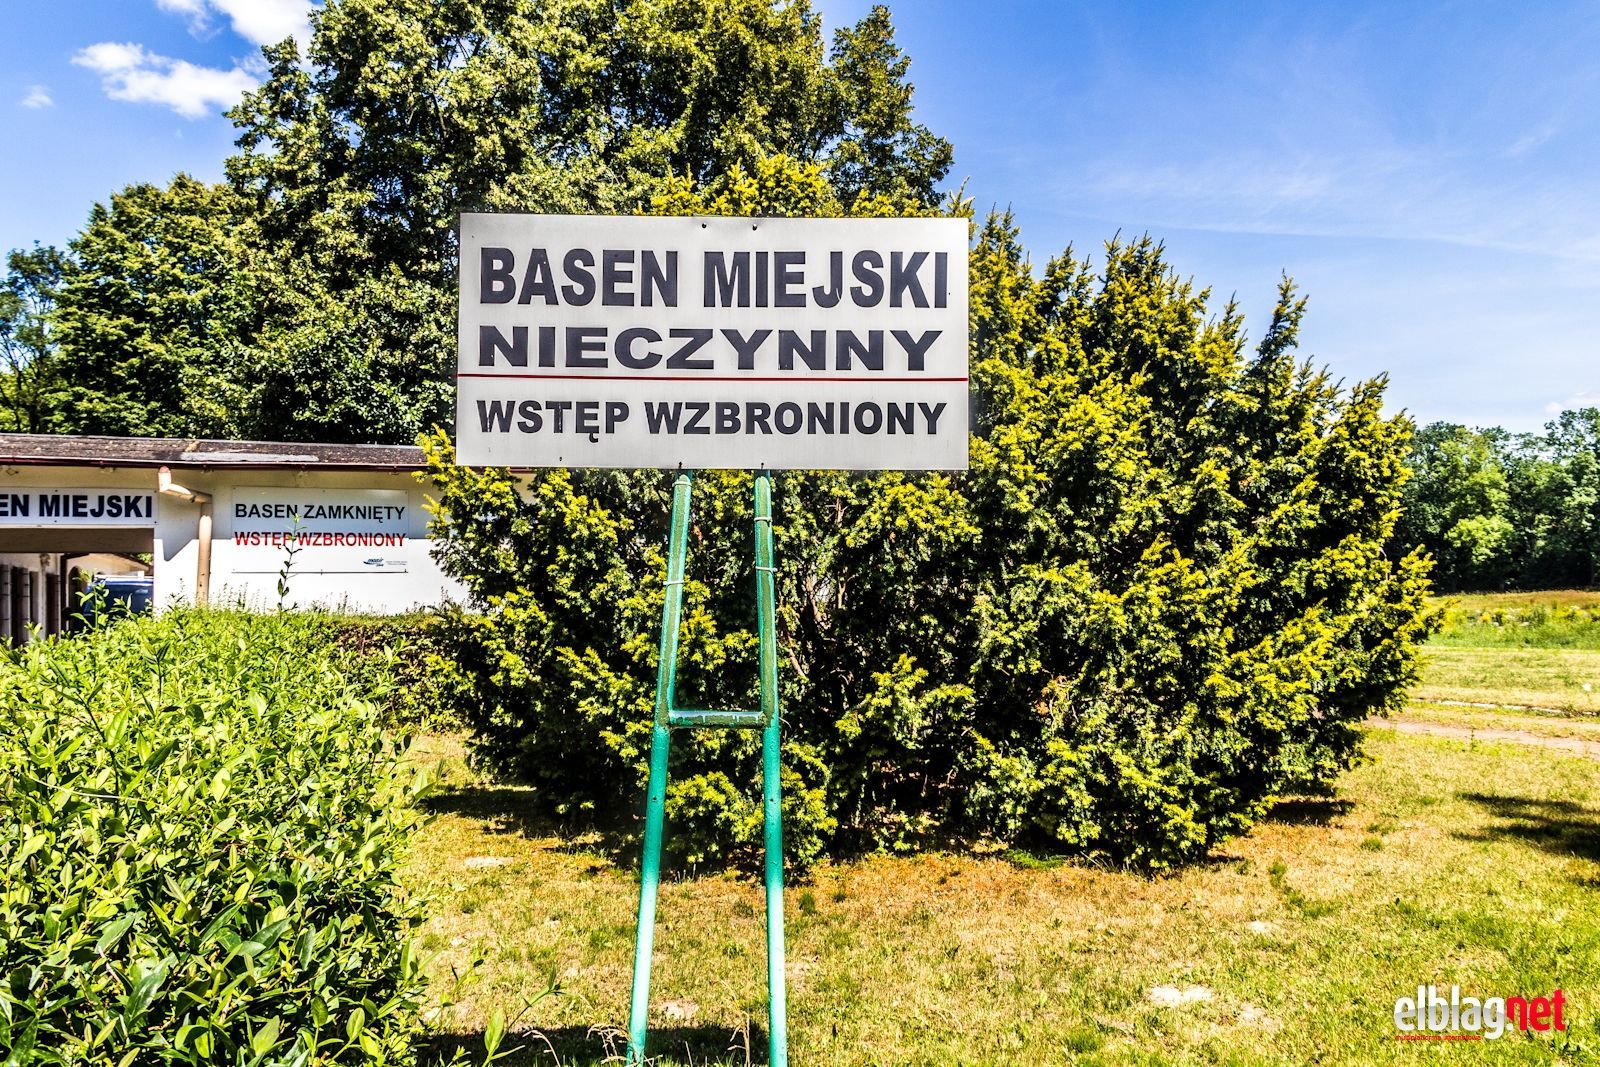 BASEN MIEJSKI
NIECZYNNY
WSTĘP WZBRONIONY
EN MIEJSKI
BASEN ZAMKNIĘTY
WSTĘP WZBRONIONY
elblag.net